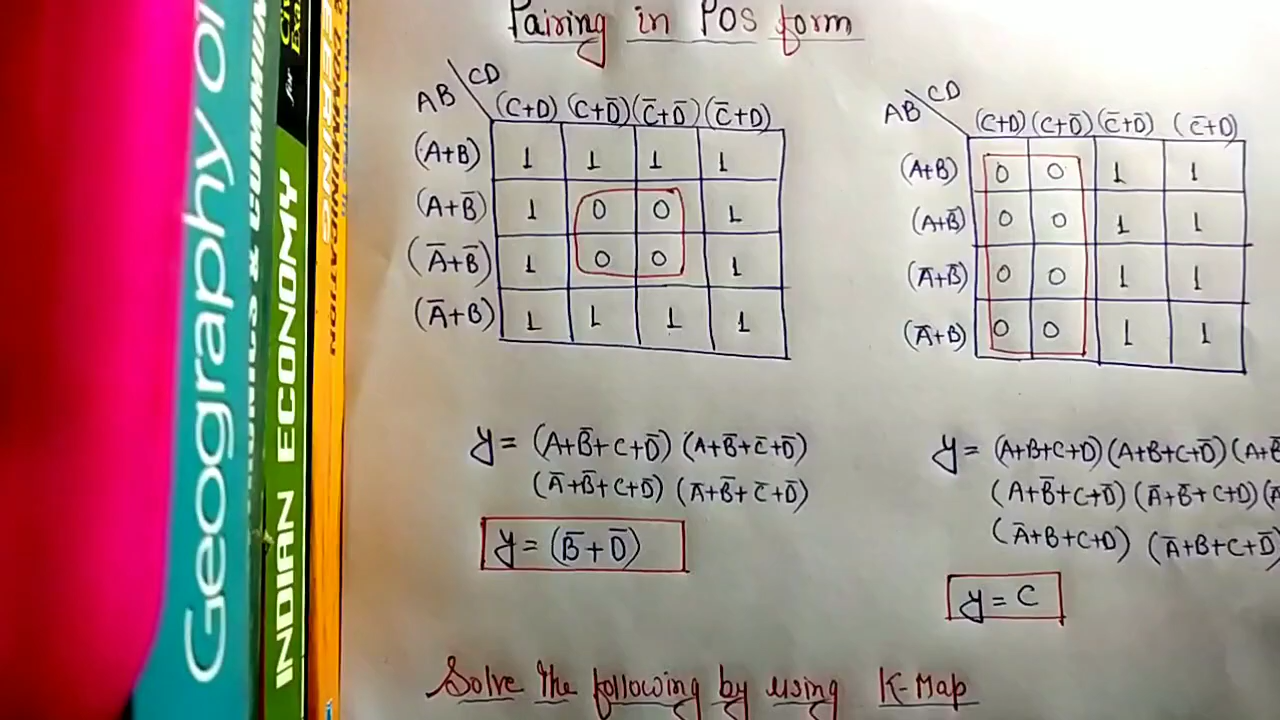 Pairing in POS form
AB CD
(C+D) (C+D̅) (C̅+D̅) (C̅+D)
(A+B) 1 1 1 1
(A+B̅) 1 0 0 1
(A̅+B̅) 1 0 0 1
(A̅+B) 1 1 1 1
y = (A+B̅+C+D̅) (A+B̅+C̅+D̅)
(A̅+B̅+C+D̅) (A̅+B̅+C̅+D̅)
y = (B̅+D̅)
AB CD
(C+D) (C+D̅) (C̅+D̅) (C̅+D)
(A+B) 0 0 1 1
(A+B̅) 0 0 1 1
(A̅+B̅) 0 0 1 1
(A̅+B) 0 0 1 1
y = (A+B+C+D) (A+B+C+D̅) (A+B̅
(A+B̅+C+D̅) (A̅+B̅+C+D) (A̅
(A̅+B+C+D) (A̅+B+C+D̅)
y = C
Solve the following by using K-Map
Geography of
INDIAN ECONOMY
for